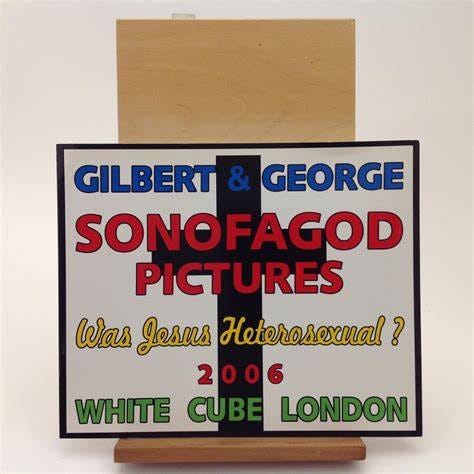 GILBERT & GEORGE
SONOFAGOD
PICTURES
Was Jesus Heterosexual ?
2006
WHITE CUBE LONDON